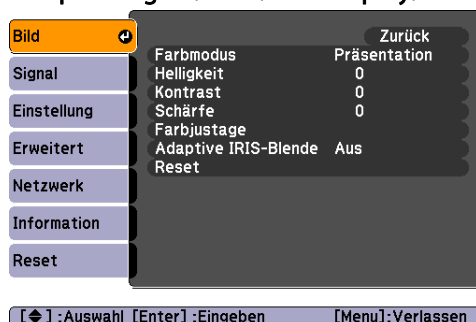 Bild
Signal
Einstellung
Erweitert
Netzwerk
Information
Reset
Zurück
Farbmodus Präsentation
Helligkeit 0
Kontrast 0
Schärfe 0
Farbjustage
Adaptive IRIS-Blende Aus
Reset
[◆] :Auswahl [Enter] :Eingeben [Menu]:Verlassen